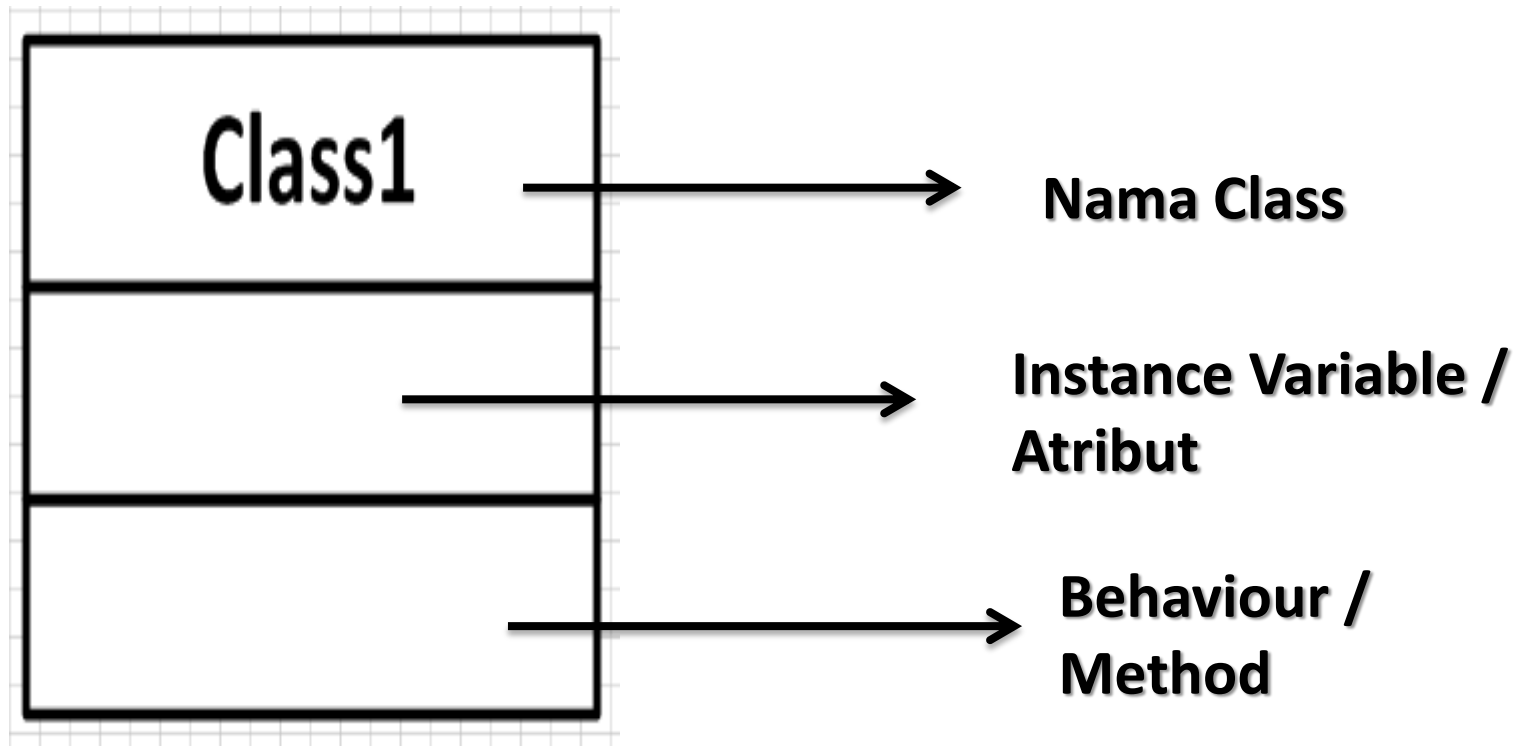 Class1
Nama Class
Instance Variable /
Atribut
Behaviour /
Method